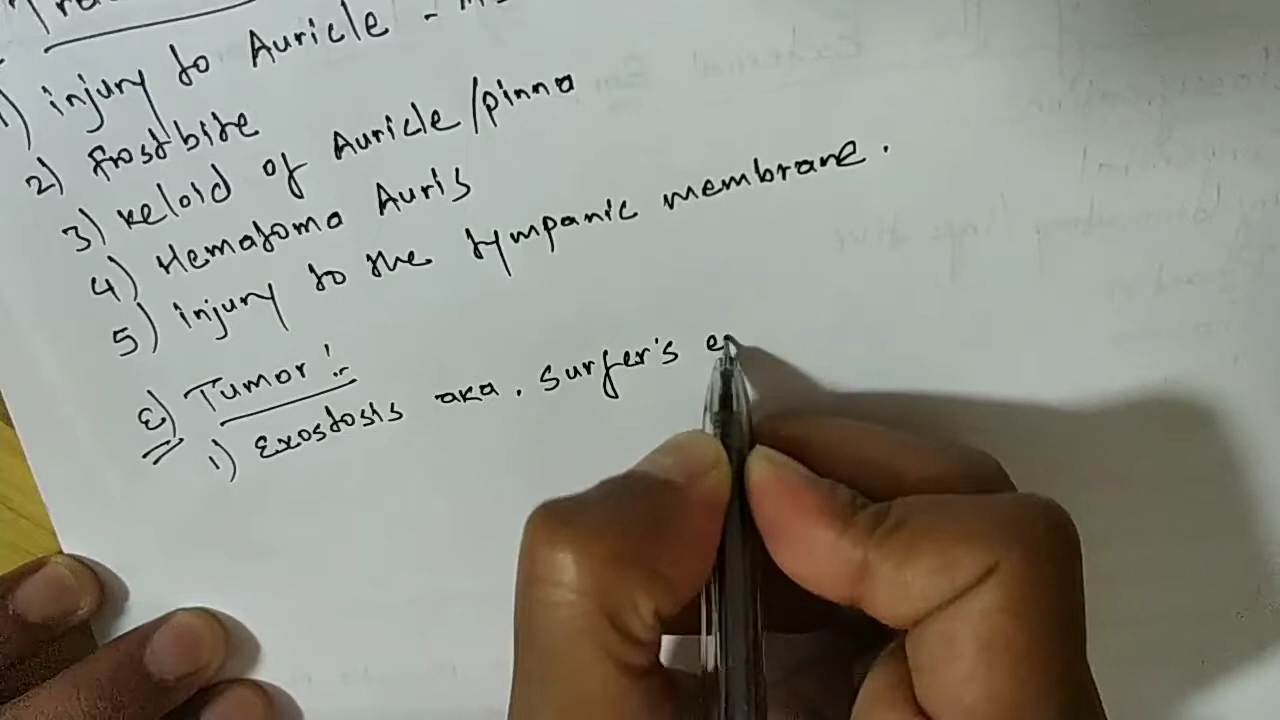 1) injury to Auricle -
2) frostbite
3) keloid of Auricle/pinna
4) Hematoma Auris
5) injury to the tympanic membrane.
E) Tumor :-
1) Exostosis aka. surfer's e